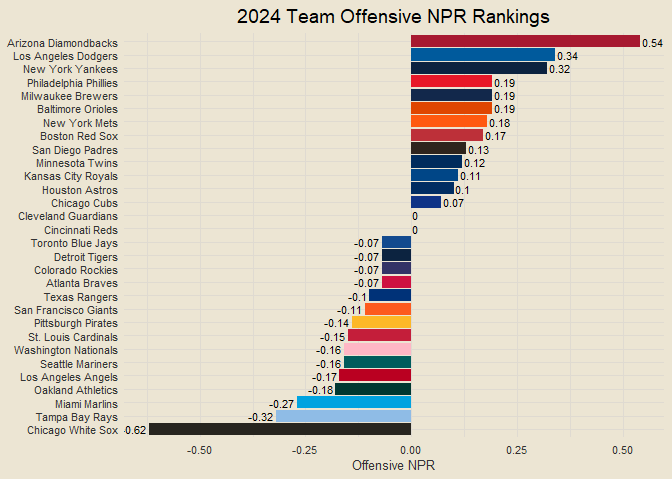 2024 Team Offensive NPR Rankings
Arizona Diamondbacks 0.54
Los Angeles Dodgers 0.34
New York Yankees 0.32
Philadelphia Phillies 0.19
Milwaukee Brewers 0.19
Baltimore Orioles 0.19
New York Mets 0.18
Boston Red Sox 0.17
San Diego Padres 0.13
Minnesota Twins 0.12
Kansas City Royals 0.11
Houston Astros 0.1
Chicago Cubs 0.07
Cleveland Guardians 0
Cincinnati Reds 0
Toronto Blue Jays -0.07
Detroit Tigers -0.07
Colorado Rockies -0.07
Atlanta Braves -0.07
Texas Rangers -0.1
San Francisco Giants -0.11
Pittsburgh Pirates -0.14
St. Louis Cardinals -0.15
Washington Nationals -0.16
Seattle Mariners -0.16
Los Angeles Angels -0.17
Oakland Athletics -0.18
Miami Marlins -0.27
Tampa Bay Rays -0.32
Chicago White Sox -0.62
-0.50 -0.25 0.00 0.25 0.50
Offensive NPR